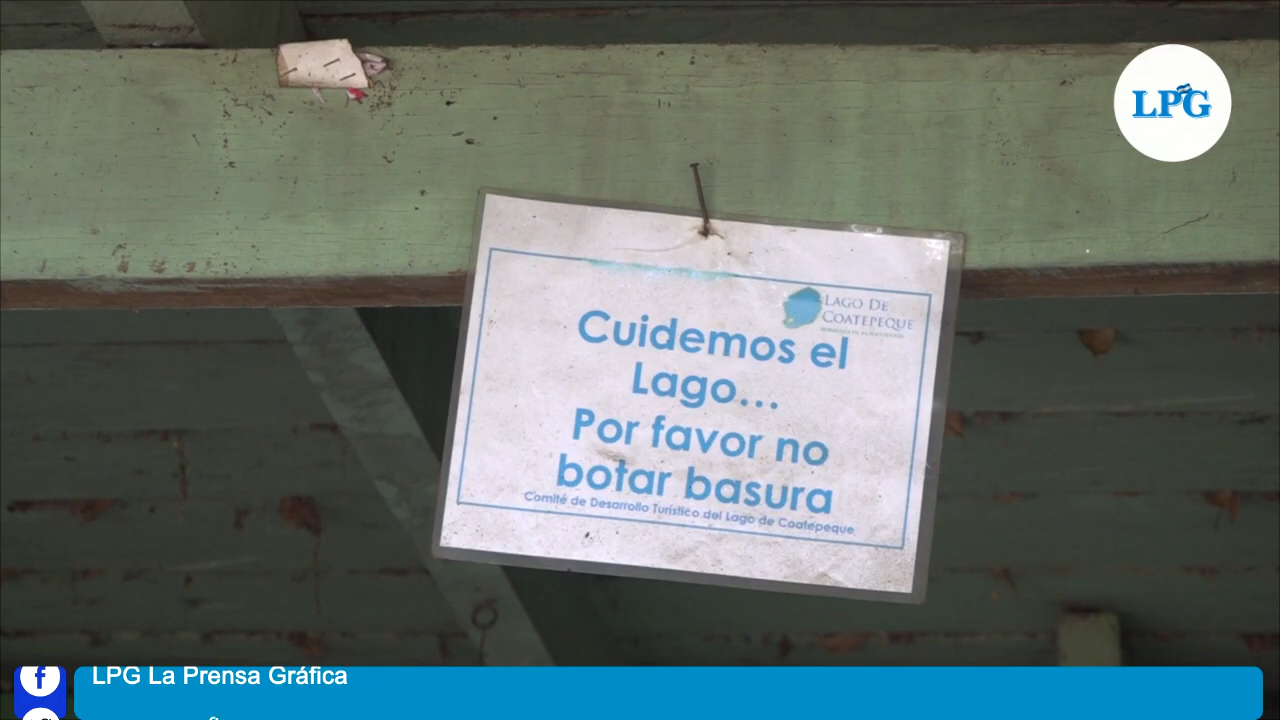 LPG
LAGO DE
COATEPEQUE
Cuidemos el
Lago...
Por favor no
botar basura
Comité de Desarrollo Turístico del Lago de Coatepeque
f
LPG La Prensa Gráfica